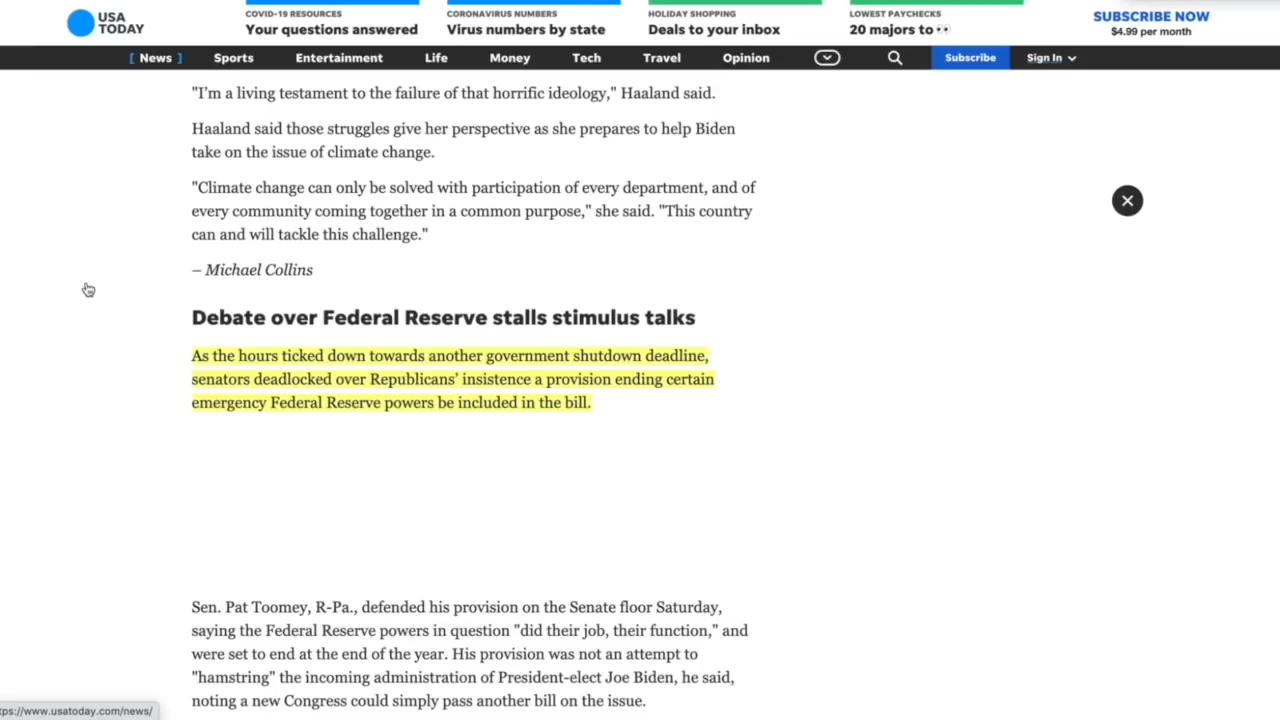 USA
TODAY
COVID-19 RESOURCES
Your questions answered
CORONAVIRUS NUMBERS
Virus numbers by state
HOLIDAY SHOPPING
Deals to your inbox
LOWEST PAYCHECKS
20 majors to 👀
SUBSCRIBE NOW
$4.99 per month
[ News ] Sports Entertainment Life Money Tech Travel Opinion Subscribe Sign In
"I'm a living testament to the failure of that horrific ideology," Haaland said.
Haaland said those struggles give her perspective as she prepares to help Biden
take on the issue of climate change.
"Climate change can only be solved with participation of every department, and of
every community coming together in a common purpose," she said. "This country
can and will tackle this challenge."
– Michael Collins
Debate over Federal Reserve stalls stimulus talks
As the hours ticked down towards another government shutdown deadline,
senators deadlocked over Republicans' insistence a provision ending certain
emergency Federal Reserve powers be included in the bill.
Sen. Pat Toomey, R-Pa., defended his provision on the Senate floor Saturday,
saying the Federal Reserve powers in question "did their job, their function," and
were set to end at the end of the year. His provision was not an attempt to
"hamstring" the incoming administration of President-elect Joe Biden, he said,
noting a new Congress could simply pass another bill on the issue.
tps://www.usatoday.com/news/